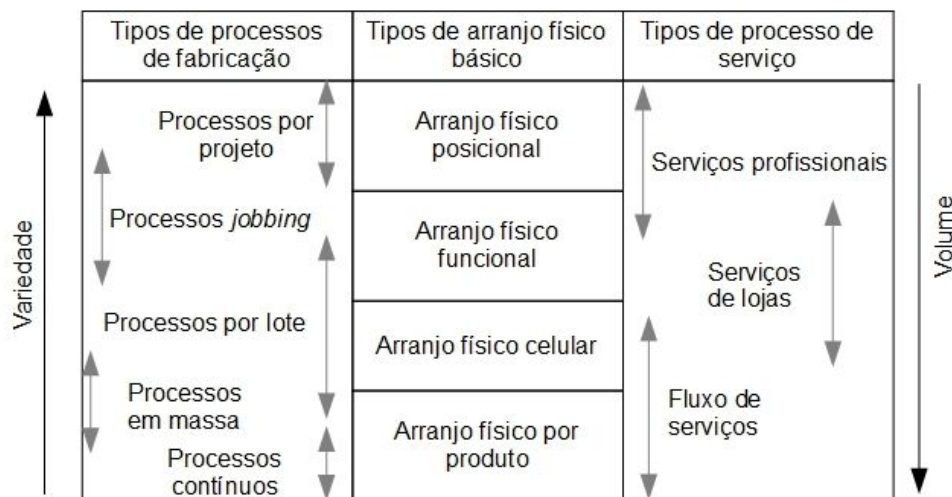 Tipos de processos
de fabricação
Tipos de arranjo físico
básico
Tipos de processo de
serviço
Variedade
Processos por
projeto
Processos jobbing
Processos por lote
Processos
em massa
Processos
contínuos
Arranjo físico
posicional
Arranjo físico
funcional
Arranjo físico celular
Arranjo físico por
produto
Serviços profissionais
Serviços
de lojas
Fluxo de
serviços
Volume